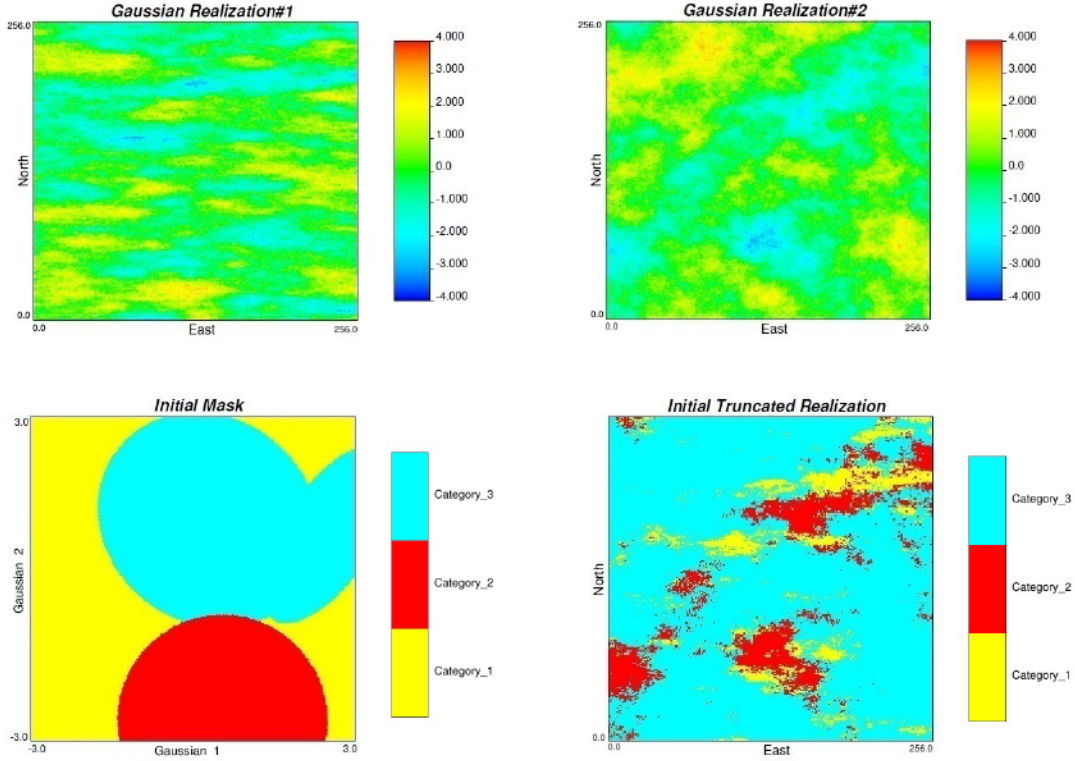 Gaussian Realization#1
256.0
North
0.0
0.0
East
256.0
4.000
3.000
2.000
1.000
0.0
-1.000
-2.000
-3.000
-4.000
Gaussian Realization#2
256.0
North
0.0
0.0
East
256.0
4.000
3.000
2.000
1.000
0.0
-1.000
-2.000
-3.000
-4.000
Initial Mask
3.0
Gaussian 2
-3.0
-3.0
Gaussian 1
3.0
Category_3
Category_2
Category_1
Initial Truncated Realization
North
0.0
0.0
East
256.0
Category_3
Category_2
Category_1